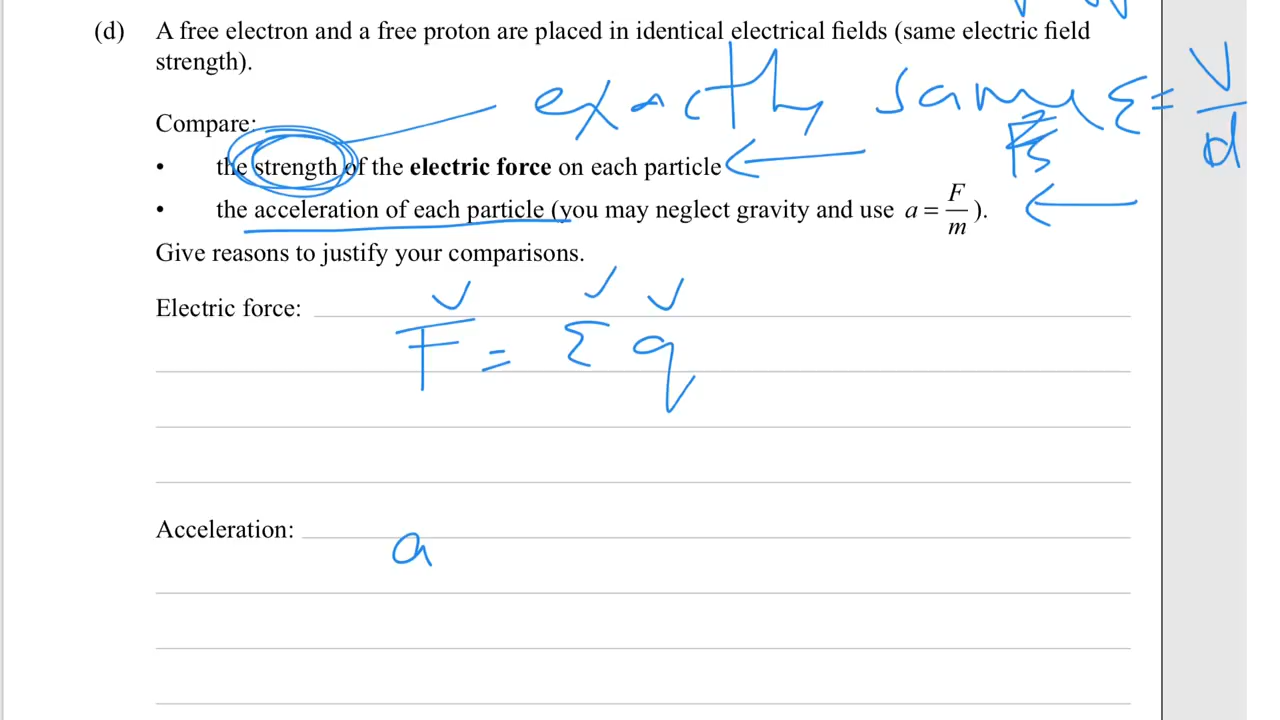 (d) A free electron and a free proton are placed in identical electrical fields (same electric field
strength).
exactly same Σ = V/d
Compare:
• the strength of the electric force on each particle
• the acceleration of each particle (you may neglect gravity and use a = F/m ).
Give reasons to justify your comparisons.
Electric force:
F = Σ q
Acceleration:
a